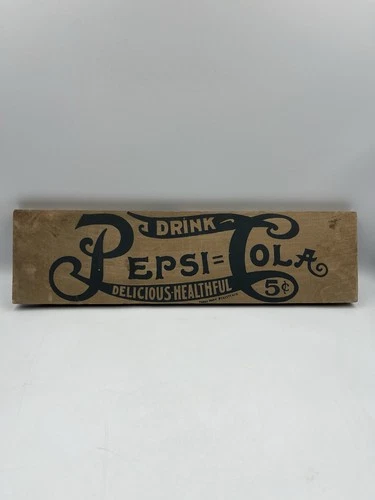 DRINK
PEPSI=COLA
DELICIOUS-HEALTHFUL
5¢